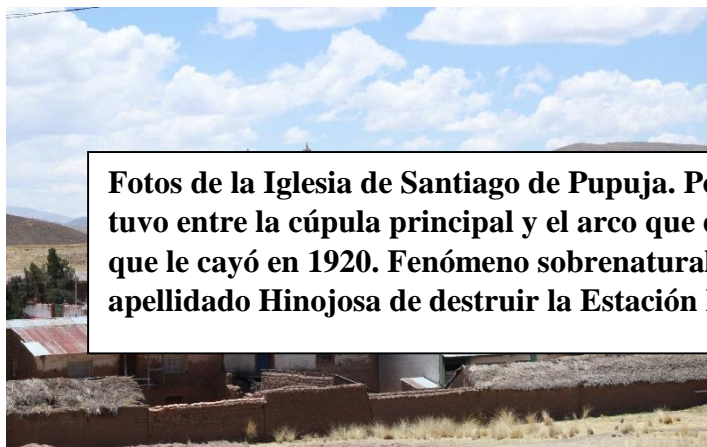 Fotos de la Iglesia de Santiago de Pupuja.
tuvo entre la cúpula principal y el arco que
que le cayó en 1920. Fenómeno sobrenatural
apellidado Hinojosa de destruir la Estación